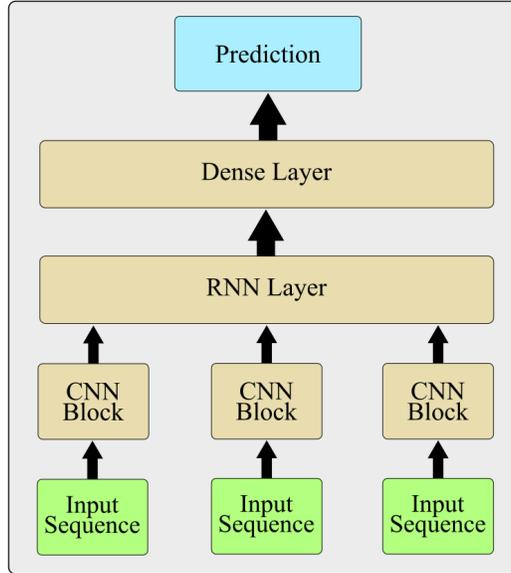 Prediction
Dense Layer
RNN Layer
CNN
Block
CNN
Block
CNN
Block
Input
Sequence
Input
Sequence
Input
Sequence